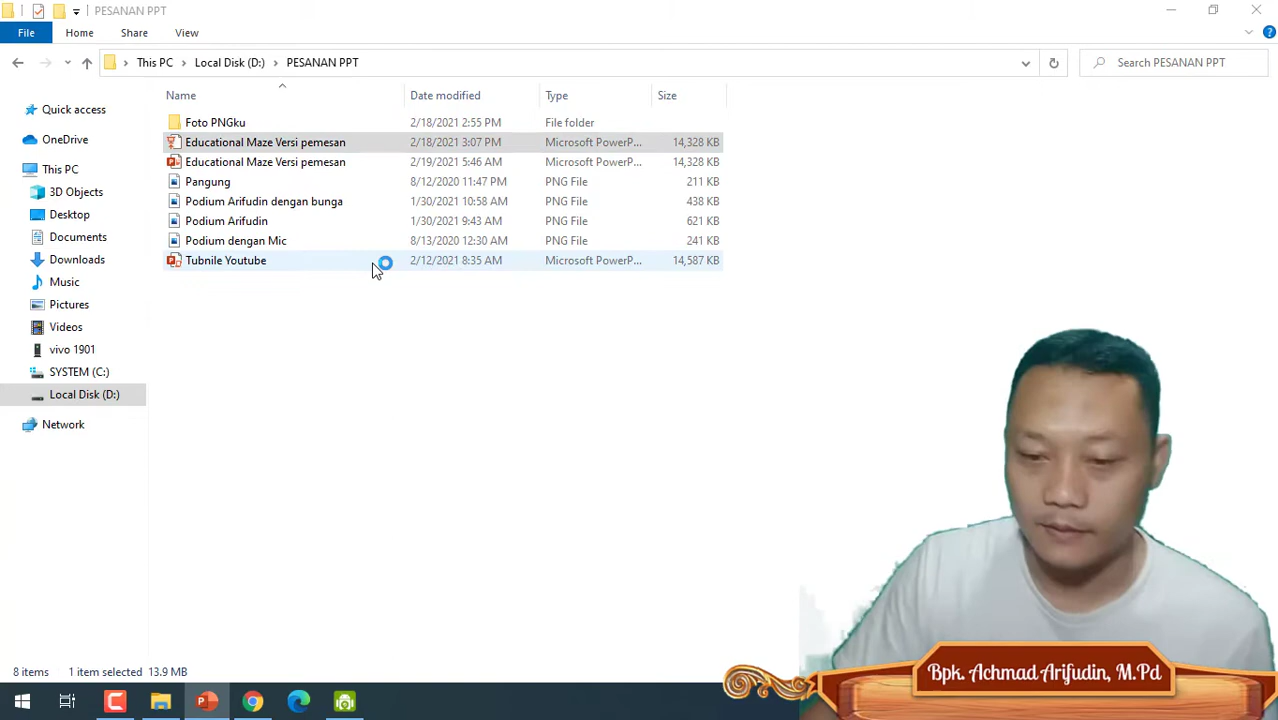 PESANAN PPT
File Home Share View
This PC Local Disk (D:) PESANAN PPT Search PESANAN PPT
Name Date modified Type Size
Quick access
OneDrive
This PC
3D Objects
Desktop
Documents
Downloads
Music
Pictures
Videos
vivo 1901
SYSTEM (C:)
Local Disk (D:)
Network
Foto PNGku 2/18/2021 2:55 PM File folder
Educational Maze Versi pemesan 2/18/2021 3:07 PM Microsoft PowerP... 14,328 KB
Educational Maze Versi pemesan 2/19/2021 5:46 AM Microsoft PowerP... 14,328 KB
Pangung 8/12/2020 11:47 PM PNG File 211 KB
Podium Arifudin dengan bunga 1/30/2021 10:58 AM PNG File 438 KB
Podium Arifudin 1/30/2021 9:43 AM PNG File 621 KB
Podium dengan Mic 8/13/2020 12:30 AM PNG File 241 KB
Tubnile Youtube 2/12/2021 8:35 AM Microsoft PowerP... 14,587 KB
8 items 1 item selected 13.9 MB
Bpk. Achmad Arifudin, M.Pd